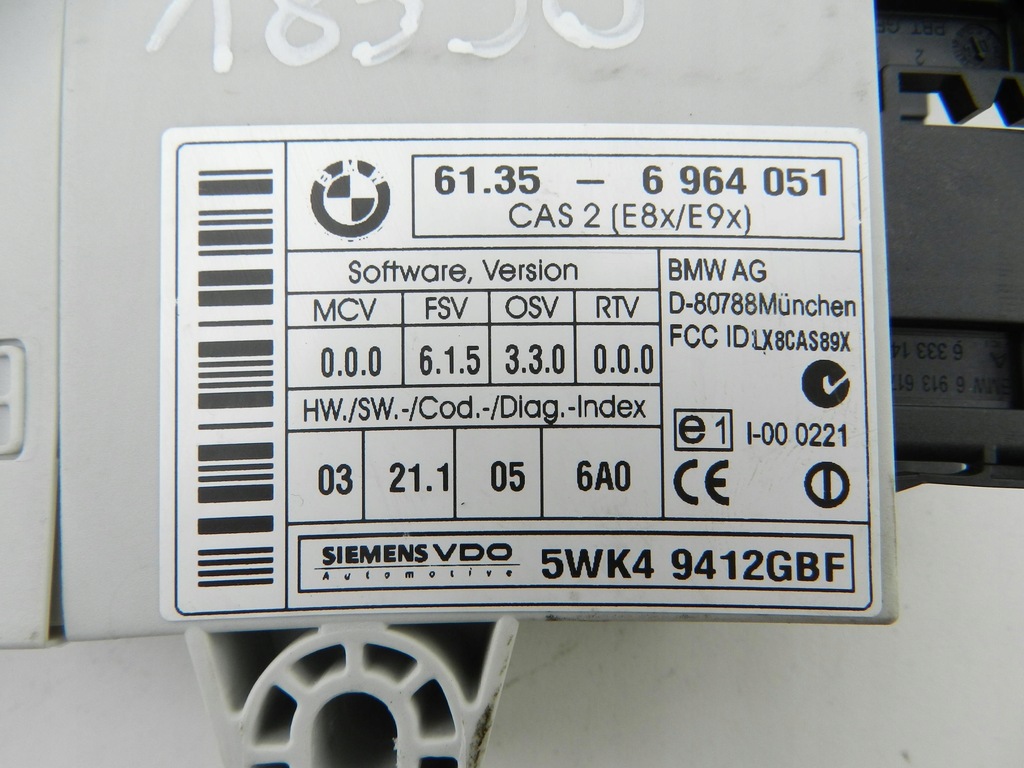 BMW
61.35 – 6 964 051
CAS 2 (E8x/E9x)
Software, Version
MCV FSV OSV RTV
0.0.0 6.1.5 3.3.0 0.0.0
HW./SW.-/Cod.-/Diag.-Index
03 21.1 05 6A0
BMW AG
D-80788München
FCC ID:LX8CAS89X
e1 I-00 0221
CE
SIEMENS VDO
Automotive
5WK4 9412GBF